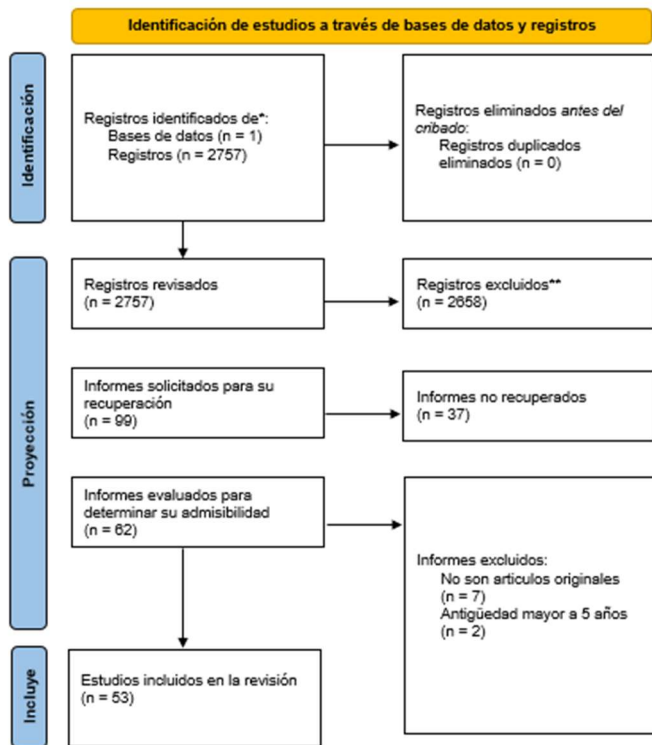 Identificación de estudios a través de bases de datos y registros
Identificación
Registros identificados de*:
Bases de datos (n = 1)
Registros (n = 2757)
Registros eliminados antes del
cribado:
Registros duplicados
eliminados (n = 0)
Proyección
Registros revisados
(n = 2757)
Registros excluidos**
(n = 2658)
Informes solicitados para su
recuperación
(n = 99)
Informes no recuperados
(n = 37)
Informes evaluados para
determinar su admisibilidad
(n = 62)
Informes excluidos:
No son articulos originales
(n = 7)
Antigüedad mayor a 5 años
(n = 2)
Incluye
Estudios incluidos en la revisión
(n = 53)